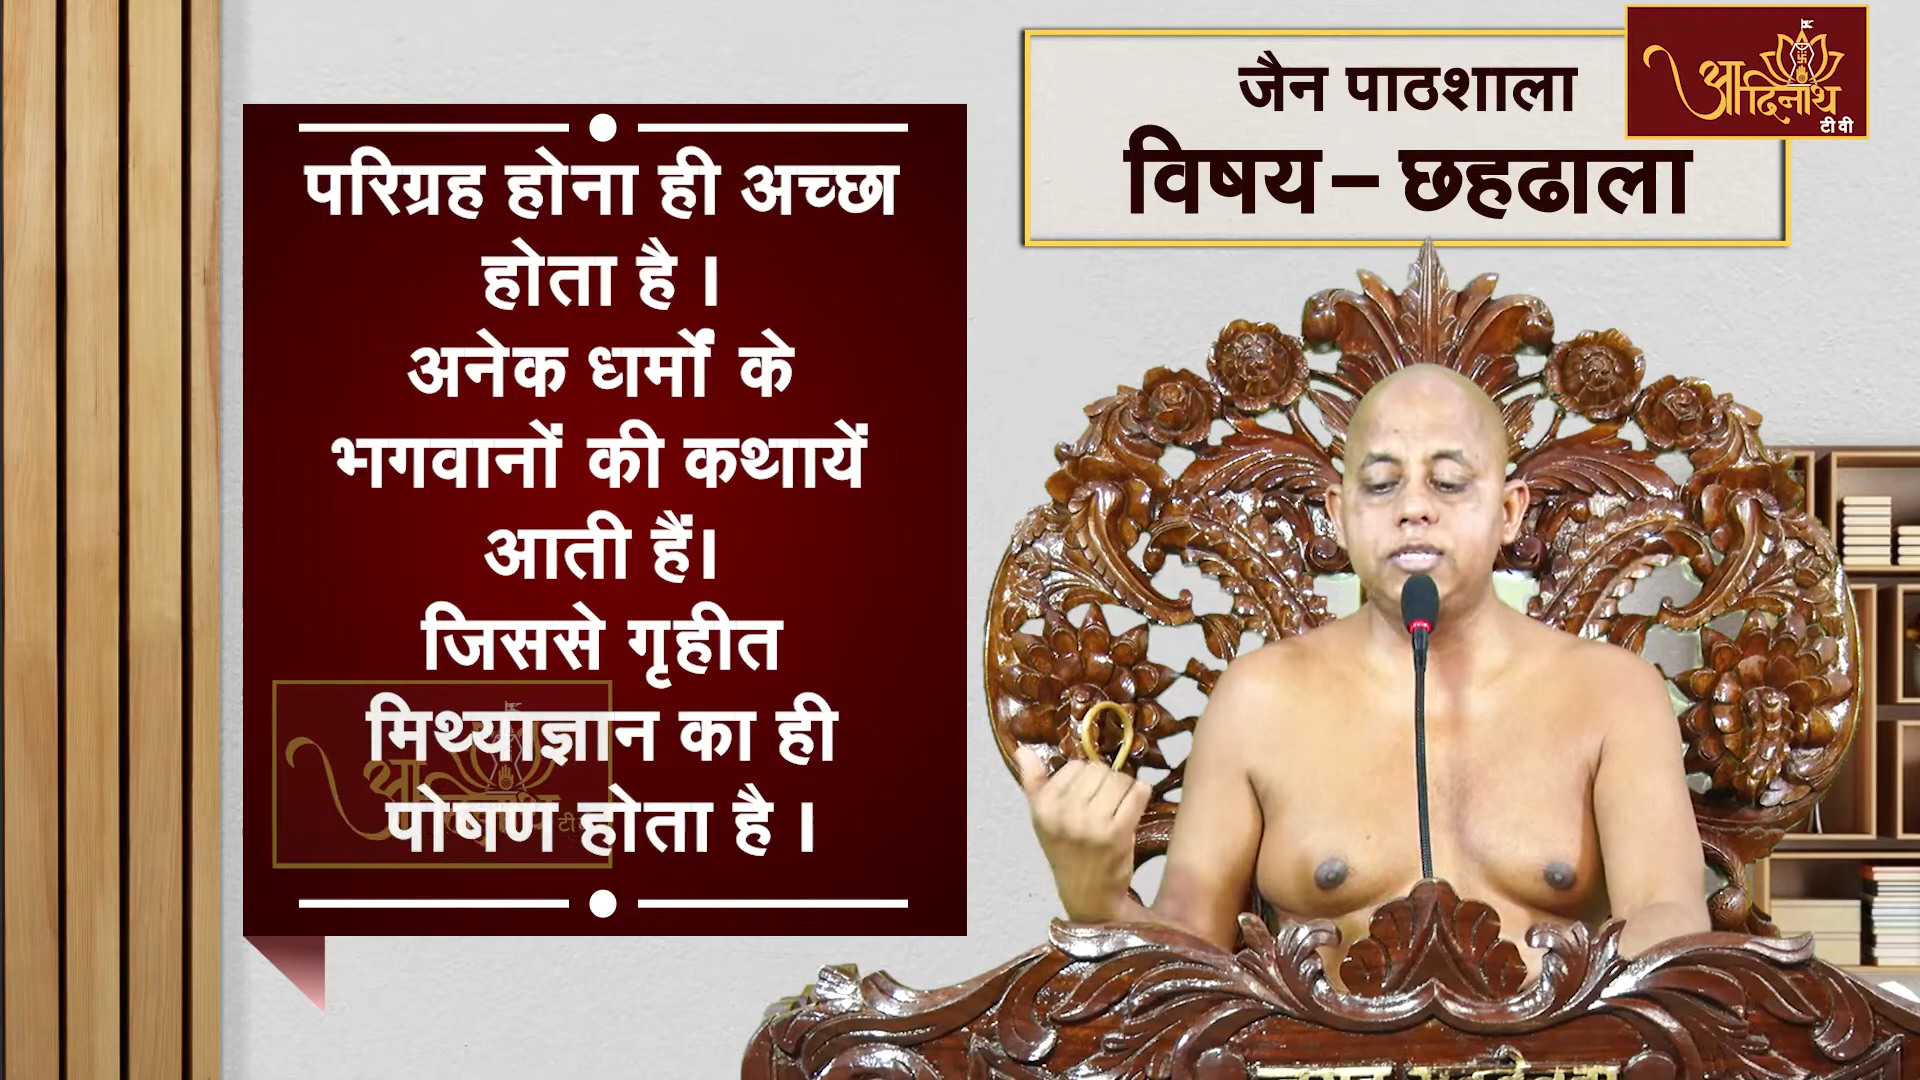 जैन पाठशाला
विषय – छहढाला
आदिनाथ
टीवी
परिग्रह होना ही अच्छा
होता है ।
अनेक धर्मों के
भगवानों की कथायें
आती हैं।
जिससे गृहीत
मिथ्याज्ञान का ही
पोषण होता है ।